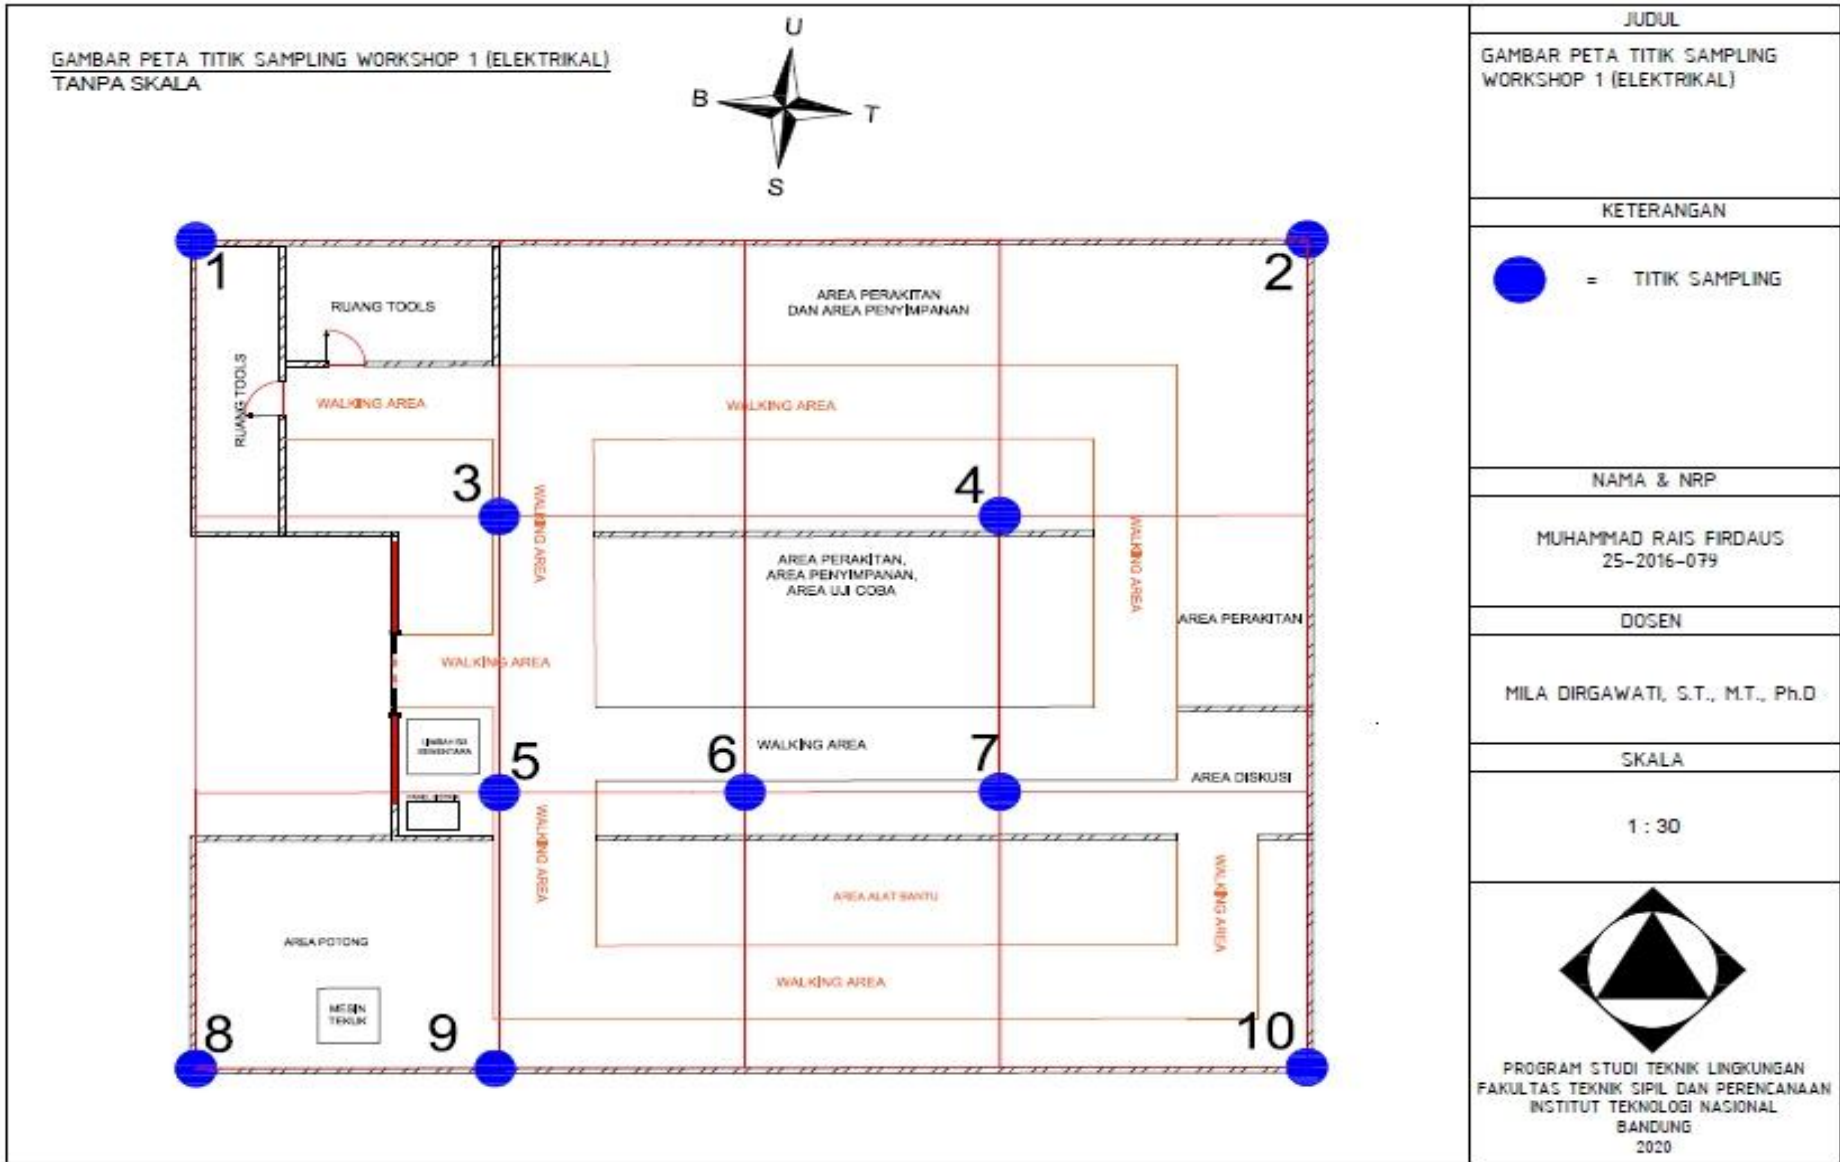 GAMBAR PETA TITIK SAMPLING WORKSHOP 1 (ELEKTRIKAL)
TANPA SKALA
U
B
T
S
1
2
RUANG TOOLS
AREA PERAKITAN
DAN AREA PENYIMPANAN
RUANG TOOLS
WALKING AREA
WALKING AREA
3
4
WALKING AREA
WALKING AREA
AREA PERAKITAN,
AREA PENYIMPANAN,
AREA UJI COBA
AREA PERAKITAN
WALKING AREA
5
6
7
WALKING AREA
AREA DISKUSI
WALKING AREA
WALKING AREA
AREA ALAT BANTU
AREA POTONG
WALKING AREA
MESIN
TEKUK
8
9
10
JUDUL
GAMBAR PETA TITIK SAMPLING
WORKSHOP 1 (ELEKTRIKAL)
KETERANGAN
= TITIK SAMPLING
NAMA & NRP
MUHAMMAD RAIS FIRDAUS
25-2016-079
DOSEN
MILA DIRGAWATI, S.T., M.T., Ph.D
SKALA
1 : 30
PROGRAM STUDI TEKNIK LINGKUNGAN
FAKULTAS TEKNIK SIPIL DAN PERENCANAAN
INSTITUT TEKNOLOGI NASIONAL
BANDUNG
2020